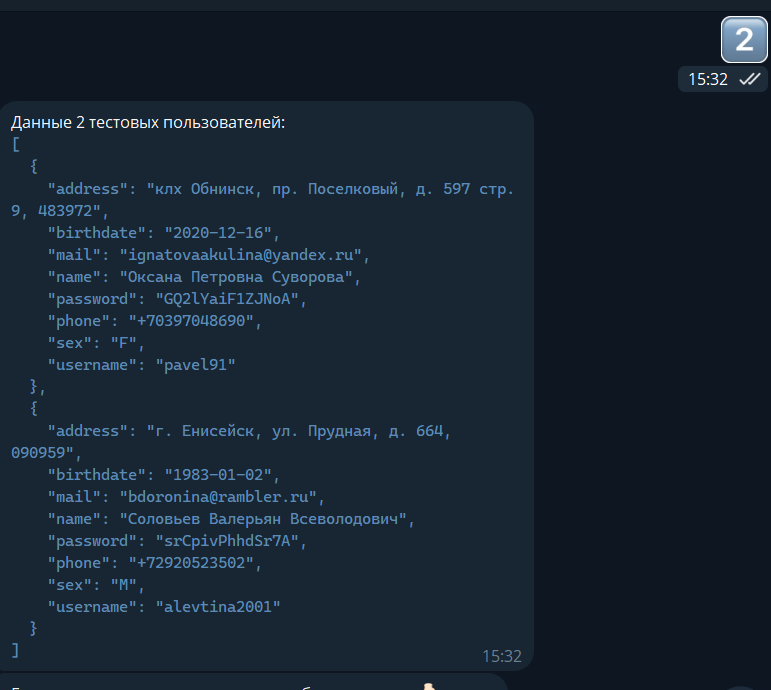 2
15:32
Данные 2 тестовых пользователей:
[
  {
    "address": "клх Обнинск, пр. Поселковый, д. 597 стр.
9, 483972",
    "birthdate": "2020-12-16",
    "mail": "ignatovaakulina@yandex.ru",
    "name": "Оксана Петровна Суворова",
    "password": "GQ2lYaiF1ZJNoA",
    "phone": "+70397048690",
    "sex": "F",
    "username": "pavel91"
  },
  {
    "address": "г. Енисейск, ул. Прудная, д. 664,
090959",
    "birthdate": "1983-01-02",
    "mail": "bdoronina@rambler.ru",
    "name": "Соловьев Валерьян Всеволодович",
    "password": "srCpivPhhdSr7A",
    "phone": "+72920523502",
    "sex": "M",
    "username": "alevtina2001"
  }
]
15:32